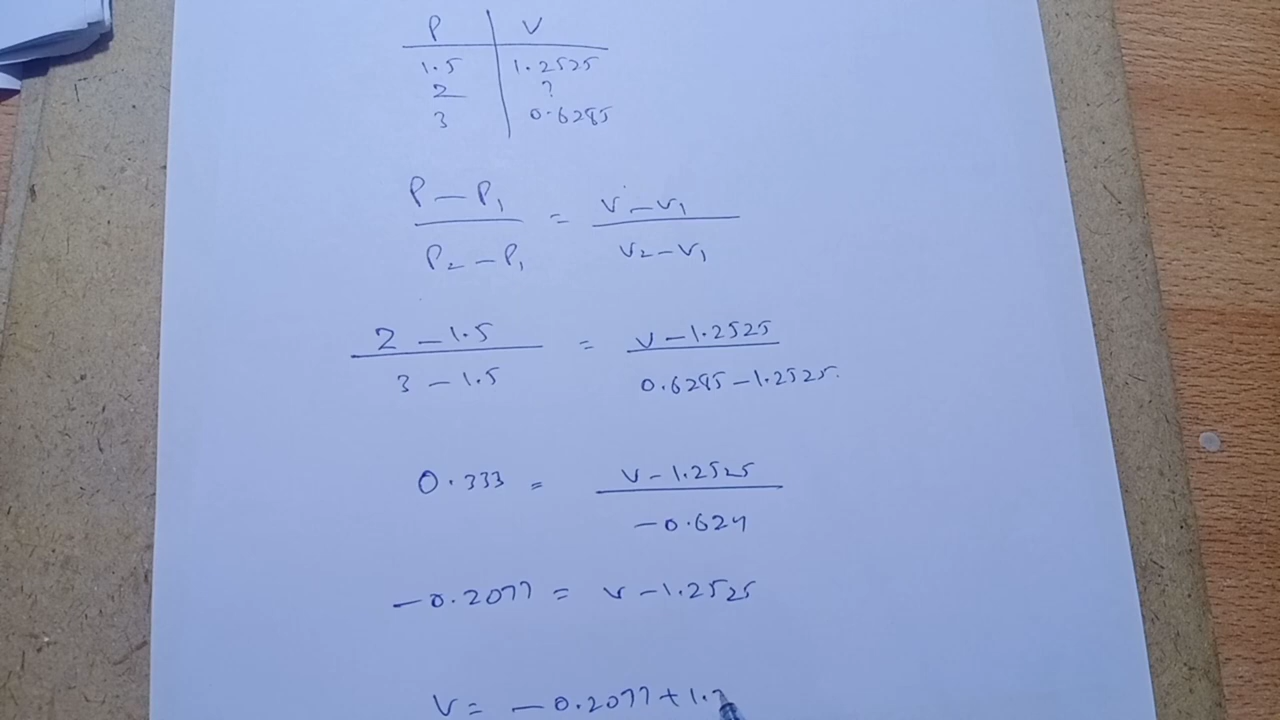 P V
1.5 1.2525
2 ?
3 0.6285
P - P₁ / P₂ - P₁ = V - V₁ / V₂ - V₁
2 - 1.5 / 3 - 1.5 = V - 1.2525 / 0.6285 - 1.2525.
0.333 = V - 1.2525 / -0.624
-0.2077 = V - 1.2525
V = -0.2077 + 1.